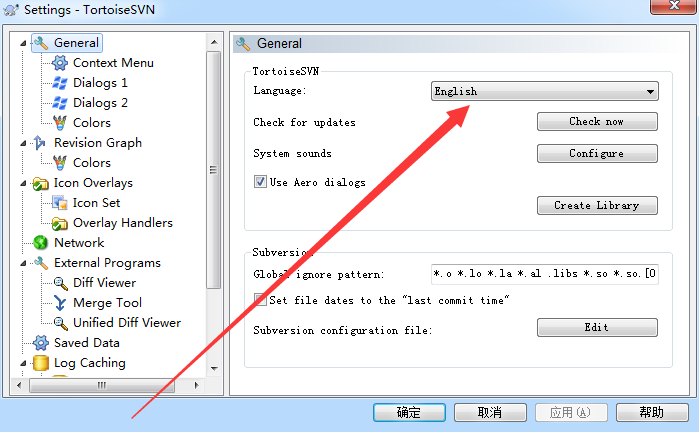 Settings - TortoiseSVN
General
Context Menu
Dialogs 1
Dialogs 2
Colors
Revision Graph
Colors
Icon Overlays
Icon Set
Overlay Handlers
Network
External Programs
Diff Viewer
Merge Tool
Unified Diff Viewer
Saved Data
Log Caching
General
TortoiseSVN
Language: English
Check for updates Check now
System sounds Configure
Use Aero dialogs
Create Library
Subversion
Global ignore pattern: *.o *.lo *.la *.al .libs *.so *.so.[0
Set file dates to the "last commit time"
Subversion configuration file: Edit
确定 取消 应用(A) 帮助